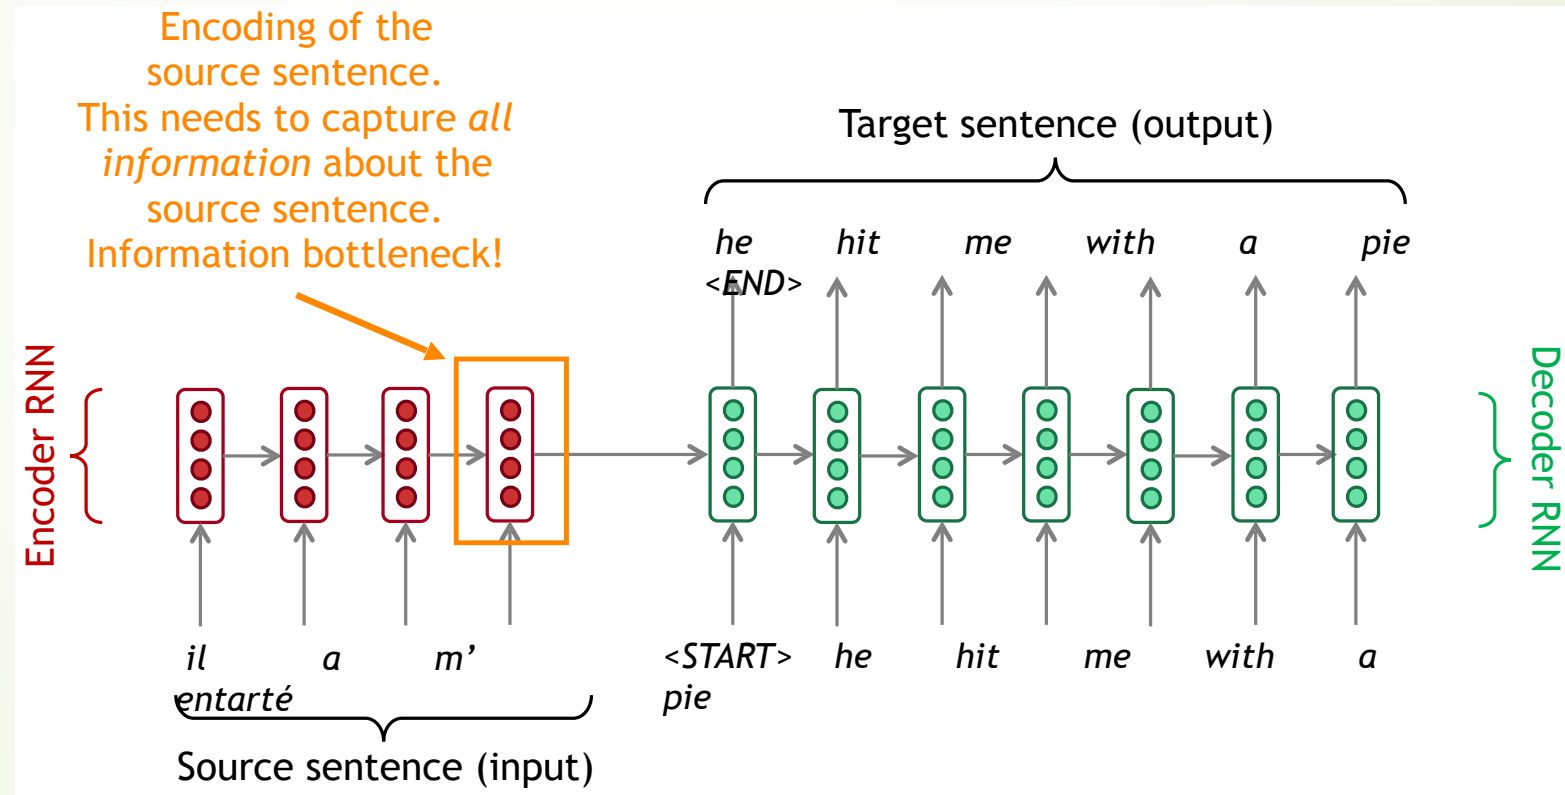 Encoding of the
source sentence.
This needs to capture all
information about the
source sentence.
Information bottleneck!
Target sentence (output)
he hit me with a pie
<END>
Encoder RNN
Decoder RNN
il a m’
entarté
<START> he hit me with a
pie
Source sentence (input)